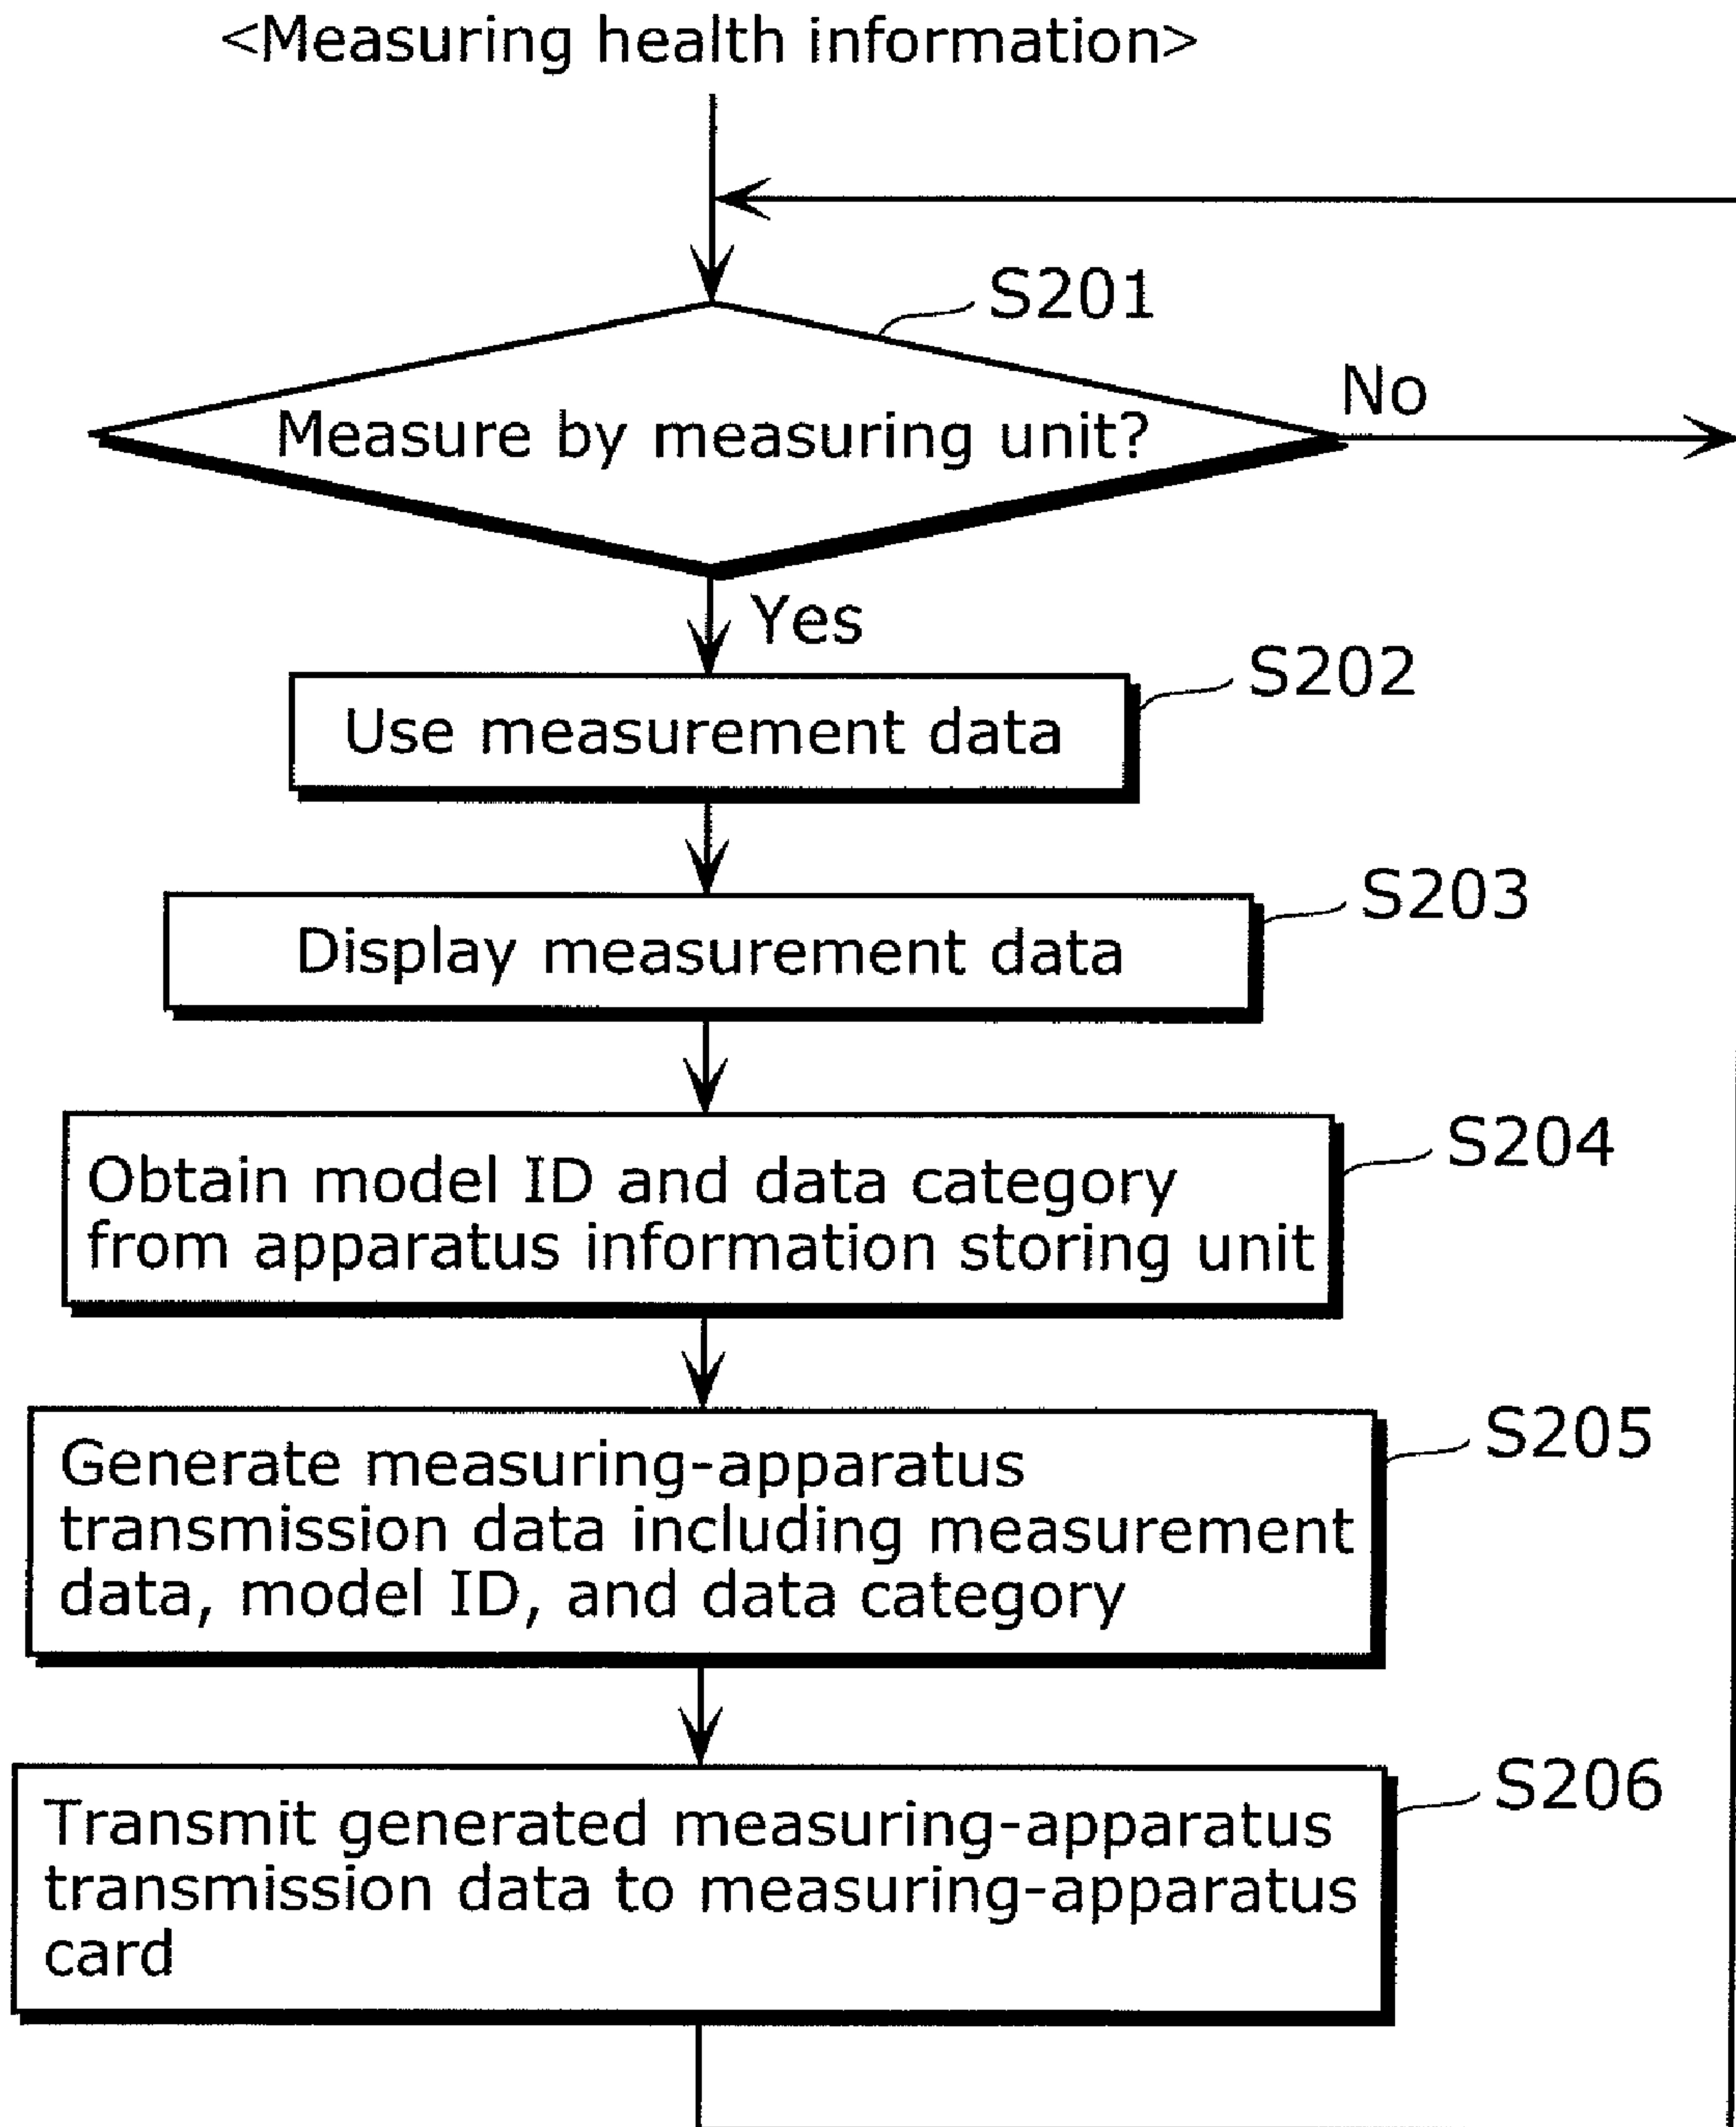 <Measuring health information>
S201
Measure by measuring unit?
No
Yes
S202
Use measurement data
S203
Display measurement data
S204
Obtain model ID and data category
from apparatus information storing unit
S205
Generate measuring-apparatus
transmission data including measurement
data, model ID, and data category
S206
Transmit generated measuring-apparatus
transmission data to measuring-apparatus
card